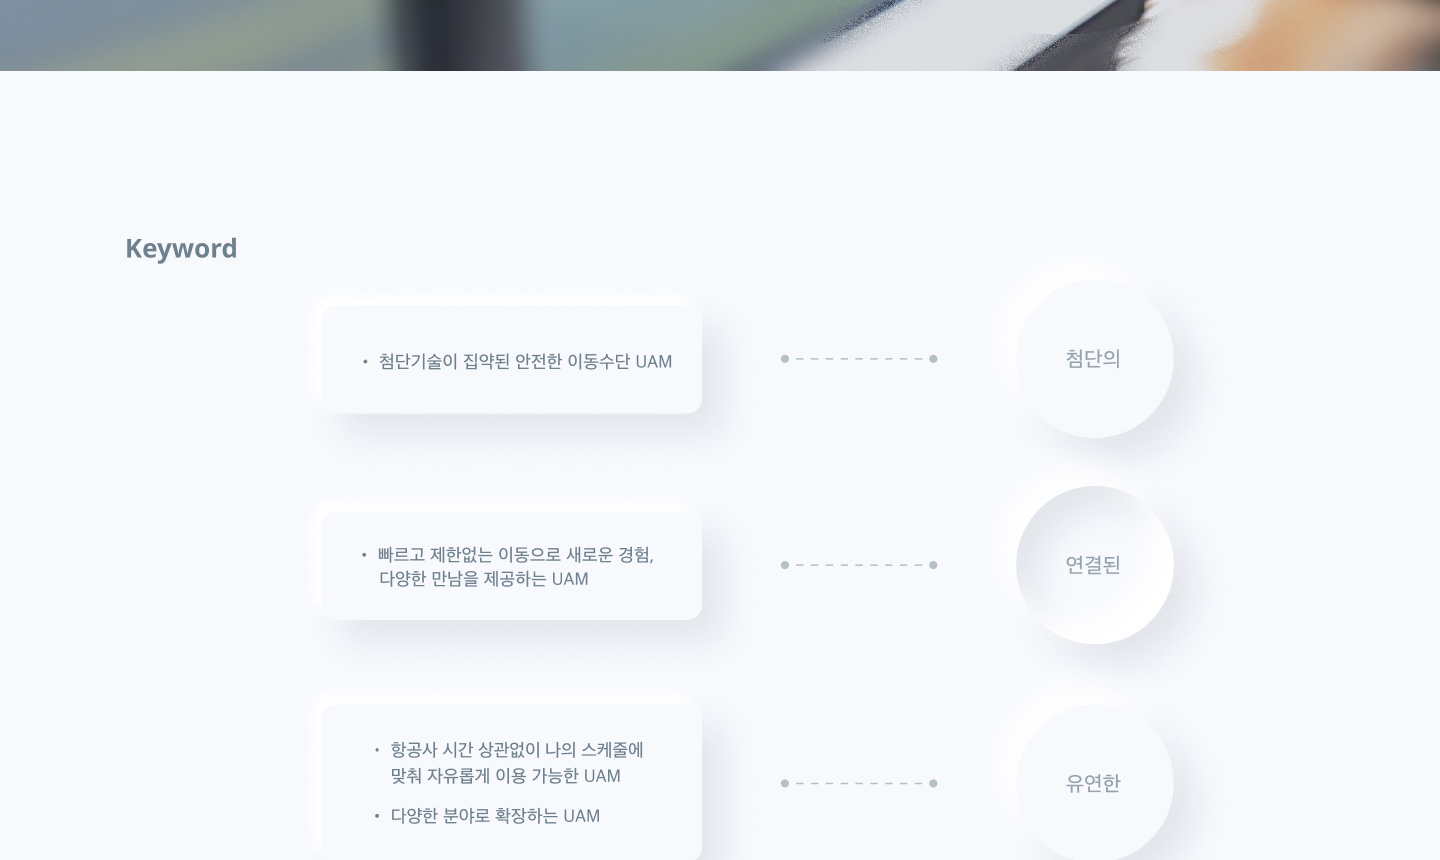 Keyword
• 첨단기술이 집약된 안전한 이동수단 UAM
첨단의
• 빠르고 제한없는 이동으로 새로운 경험,
다양한 만남을 제공하는 UAM
연결된
• 항공사 시간 상관없이 나의 스케줄에
맞춰 자유롭게 이용 가능한 UAM
• 다양한 분야로 확장하는 UAM
유연한